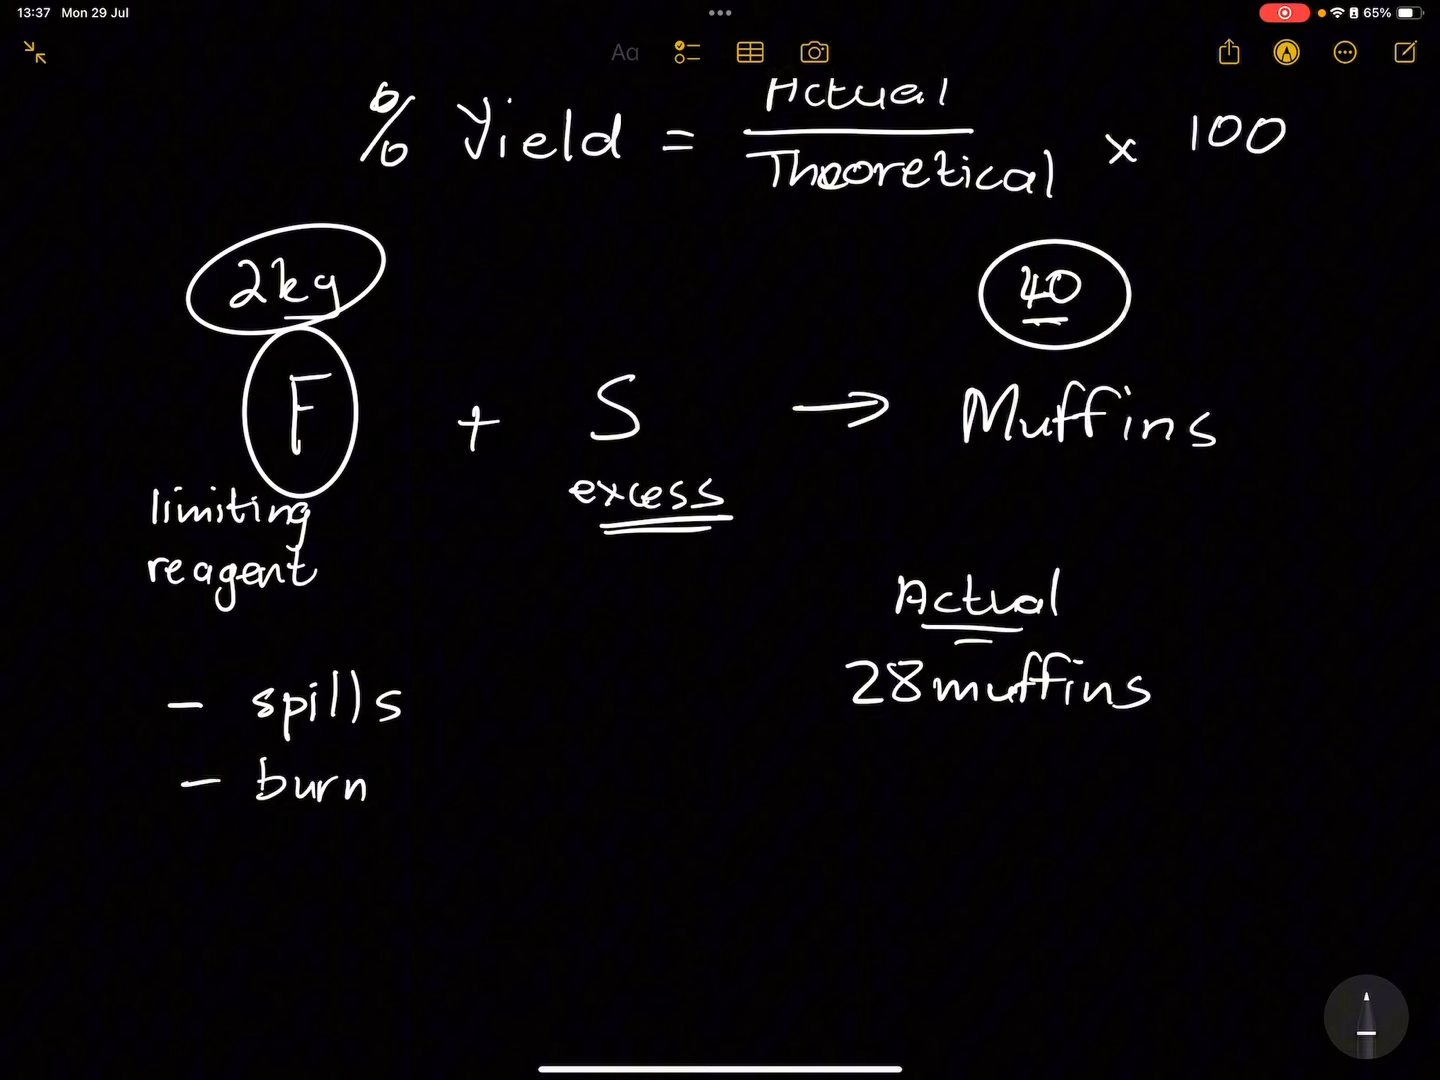 13:37 Mon 29 Jul
65%
Aa
% Yield = Actual / Theoretical × 100
2kg
40
F + S → Muffins
limiting
reagent
excess
Actual
28 muffins
- spills
- burn